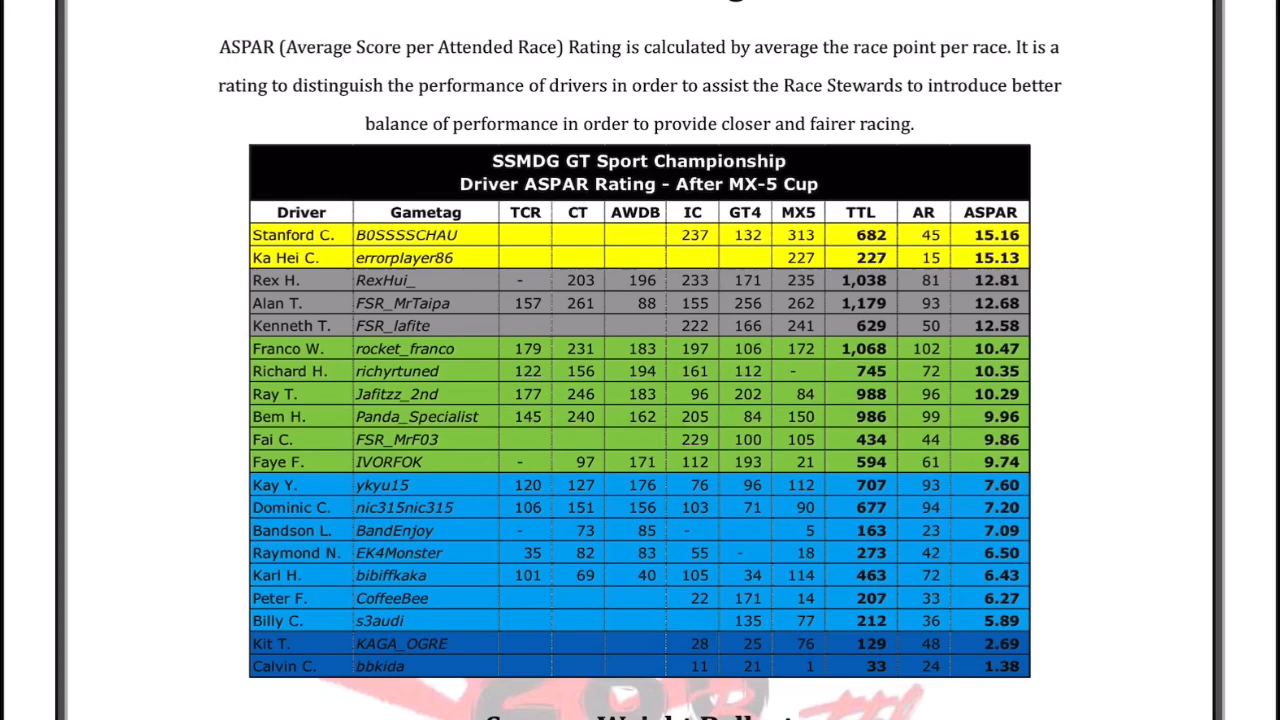 ASPAR (Average Score per Attended Race) Rating is calculated by average the race point per race. It is a
rating to distinguish the performance of drivers in order to assist the Race Stewards to introduce better
balance of performance in order to provide closer and fairer racing.
SSMDG GT Sport Championship
Driver ASPAR Rating - After MX-5 Cup
Driver Gametag TCR CT AWDB IC GT4 MX5 TTL AR ASPAR
Stanford C. B0SSSSCHAU 237 132 313 682 45 15.16
Ka Hei C. errorplayer86 227 227 15 15.13
Rex H. RexHui_ - 203 196 233 171 235 1,038 81 12.81
Alan T. FSR_MrTaipa 157 261 88 155 256 262 1,179 93 12.68
Kenneth T. FSR_lafite 222 166 241 629 50 12.58
Franco W. rocket_franco 179 231 183 197 106 172 1,068 102 10.47
Richard H. richyrtuned 122 156 194 161 112 - 745 72 10.35
Ray T. Jafitzz_2nd 177 246 183 96 202 84 988 96 10.29
Bem H. Panda_Specialist 145 240 162 205 84 150 986 99 9.96
Fai C. FSR_MrF03 229 100 105 434 44 9.86
Faye F. IVORFOK - 97 171 112 193 21 594 61 9.74
Kay Y. ykyu15 120 127 176 76 96 112 707 93 7.60
Dominic C. nic315nic315 106 151 156 103 71 90 677 94 7.20
Bandson L. BandEnjoy - 73 85 - 5 163 23 7.09
Raymond N. EK4Monster 35 82 83 55 - 18 273 42 6.50
Karl H. bibiffkaka 101 69 40 105 34 114 463 72 6.43
Peter F. CoffeeBee 22 171 14 207 33 6.27
Billy C. s3audi 135 77 212 36 5.89
Kit T. KAGA_OGRE 28 25 76 129 48 2.69
Calvin C. bbkida 11 21 1 33 24 1.38